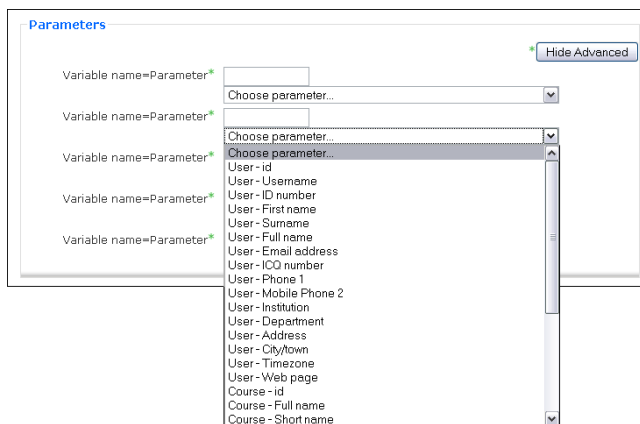 Parameters
* Hide Advanced
Variable name=Parameter*
Choose parameter...
Variable name=Parameter*
Choose parameter...
Variable name=Parameter*
Variable name=Parameter*
Variable name=Parameter*
Choose parameter...
User - id
User - Username
User - ID number
User - First name
User - Surname
User - Full name
User - Email address
User - ICQ number
User - Phone 1
User - Mobile Phone 2
User - Institution
User - Department
User - Address
User - City/town
User - Timezone
User - Web page
Course - id
Course - Full name
Course - Short name